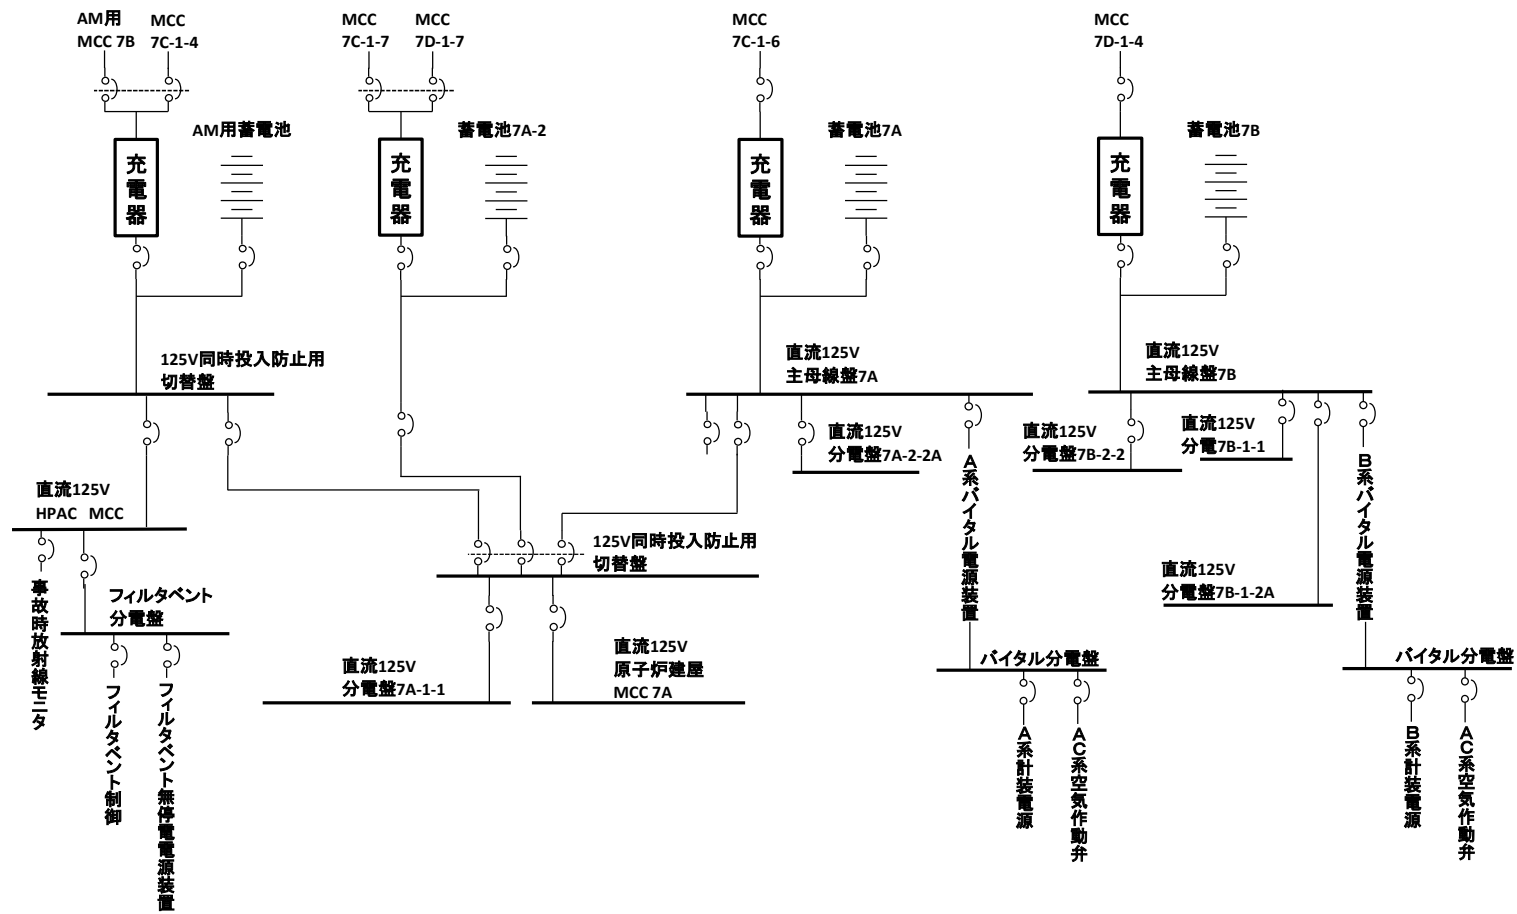 AM用
MCC 7B
MCC
7C-1-4
MCC
7C-1-7
MCC
7D-1-7
MCC
7C-1-6
MCC
7D-1-4
充電器
AM用蓄電池
充電器
蓄電池7A-2
充電器
蓄電池7A
充電器
蓄電池7B
125V同時投入防止用
切替盤
直流125V
主母線盤7A
直流125V
主母線盤7B
直流125V
分電盤7A-2-2A
A系バイタル電源装置
直流125V
分電盤7B-2-2
直流125V
分電7B-1-1
B系バイタル電源装置
直流125V
HPAC MCC
125V同時投入防止用
切替盤
直流125V
分電盤7B-1-2A
事故時放射線モニタ
フィルタベント
分電盤
直流125V
分電盤7A-1-1
直流125V
原子炉建屋
MCC 7A
バイタル分電盤
バイタル分電盤
フィルタベント制御
フィルタベント無停電電源装置
A系計装電源
AC系空気作動弁
B系計装電源
AC系空気作動弁